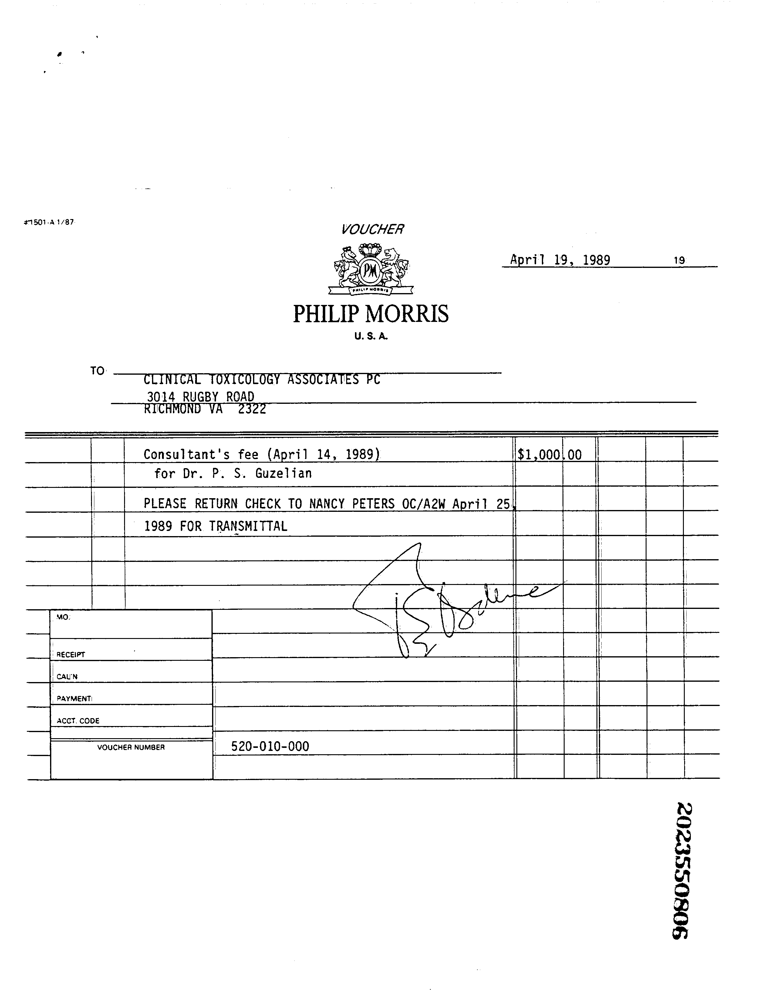 #1501-A 1/87
VOUCHER
April 19, 1989 19
PM
PHILIP MORRIS
PHILIP MORRIS
U.S.A.
TO
CLINICAL TOXICOLOGY ASSOCIATES PC
3014 RUGBY ROAD
RICHMOND VA 2322
Consultant's fee (April 14, 1989) $1,000.00
for Dr. P. S. Guzelian
PLEASE RETURN CHECK TO NANCY PETERS OC/A2W April 25,
1989 FOR TRANSMITTAL
MO.
RECEIPT
CAL'N
PAYMENT
ACCT. CODE
VOUCHER NUMBER 520-010-000
2023550806